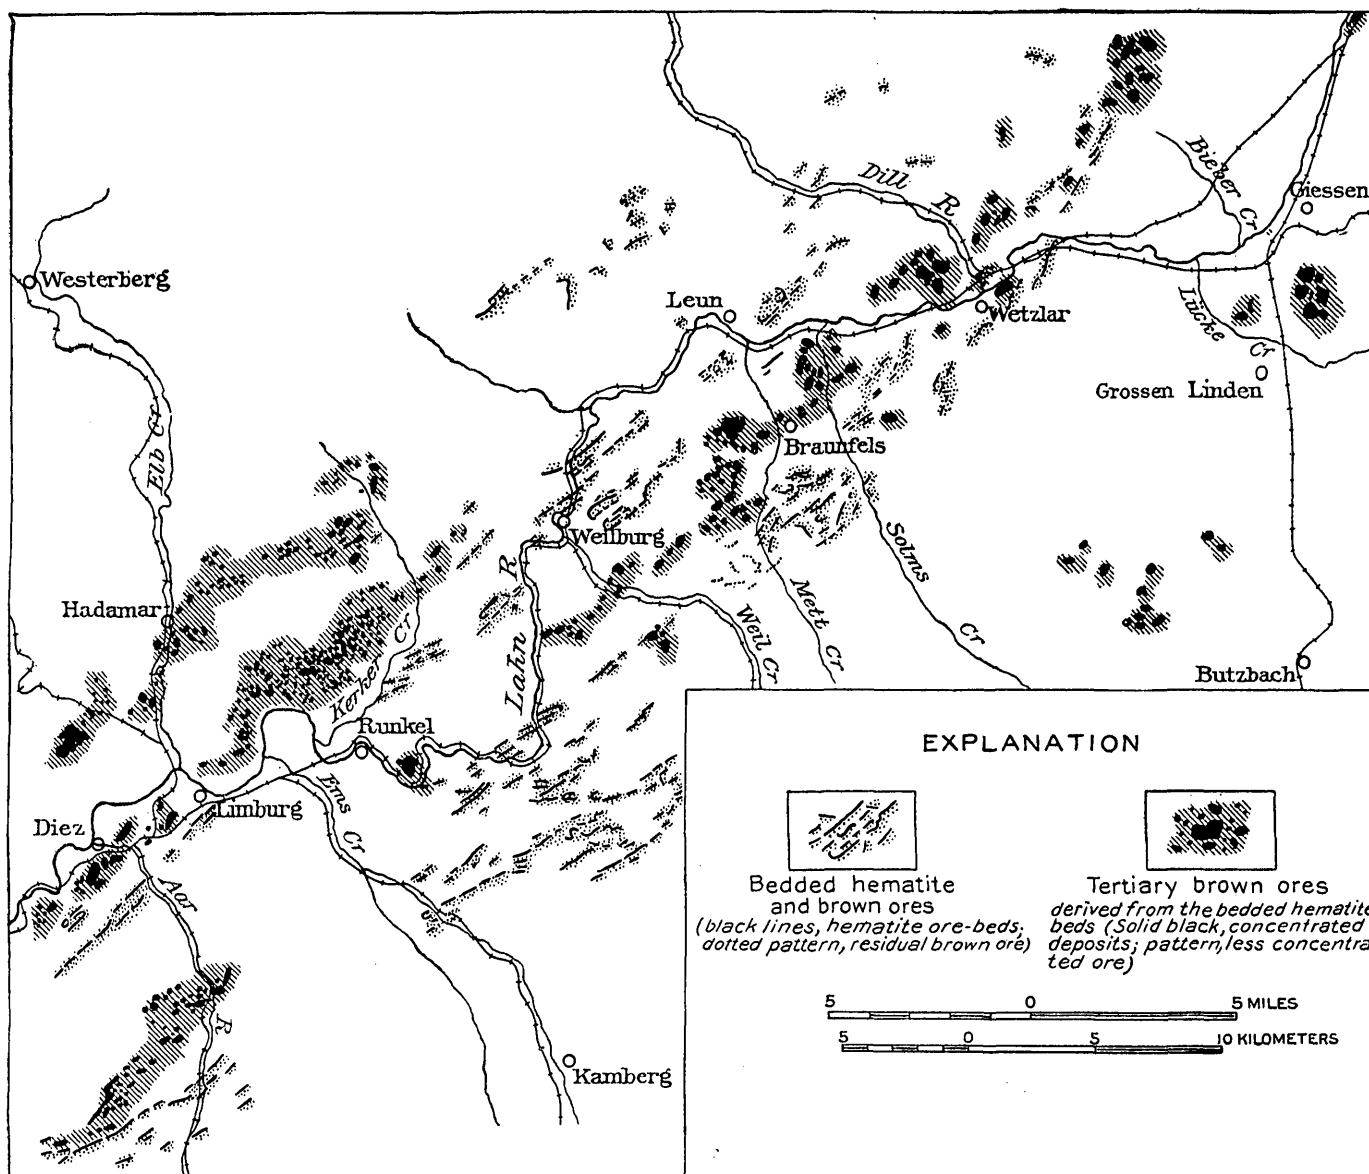 Dill R
Bieber Cr
Giessen
Westerberg
Leun
Wetzlar
Lücke Cr
Grossen Linden
Elb Cr
Braunfels
Weilburg
Solms Cr
Hadamar
Lahn R
Mett Cr
Weil Cr
Kerker Cr
Butzbach
Runkel
Ems Cr
Limburg
Diez
Aar R
Kamberg
EXPLANATION
Bedded hematite
and brown ores
(black lines, hematite ore-beds;
dotted pattern, residual brown ore)
Tertiary brown ores
derived from the bedded hematite
beds (Solid black, concentrated
deposits; pattern, less concentra-
ted ore)
5 0 5 MILES
5 0 5 10 KILOMETERS